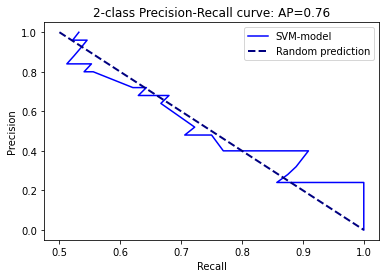 2-class Precision-Recall curve: AP=0.76
SVM-model
Random prediction
Precision
1.0
0.8
0.6
0.4
0.2
0.0
0.5 0.6 0.7 0.8 0.9 1.0
Recall